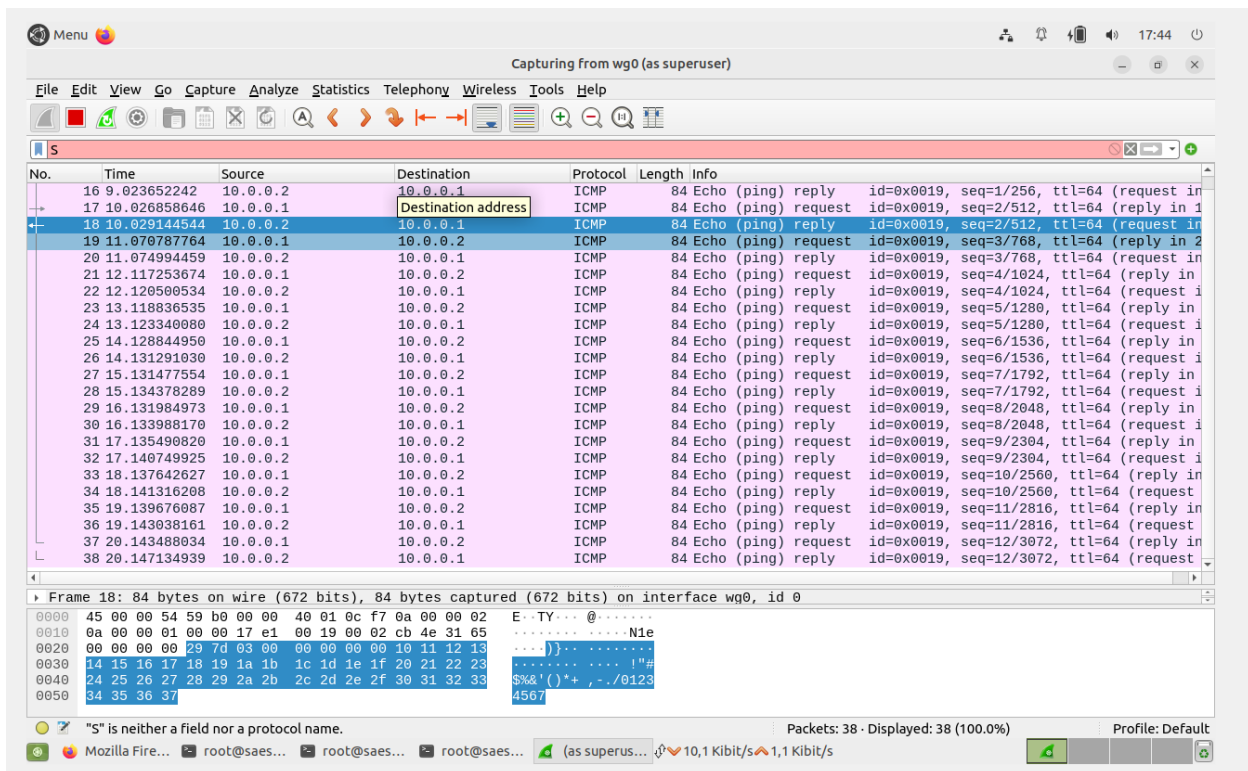 Menu 17:44
Capturing from wg0 (as superuser)
File Edit View Go Capture Analyze Statistics Telephony Wireless Tools Help
S
No. Time Source Destination Protocol Length Info
16 9.023652242 10.0.0.2 10.0.0.1 ICMP 84 Echo (ping) reply id=0x0019, seq=1/256, ttl=64 (request in
17 10.026858646 10.0.0.1 ICMP 84 Echo (ping) request id=0x0019, seq=2/512, ttl=64 (reply in 1
Destination address
18 10.029144544 10.0.0.2 10.0.0.1 ICMP 84 Echo (ping) reply id=0x0019, seq=2/512, ttl=64 (request in
19 11.070787764 10.0.0.1 10.0.0.2 ICMP 84 Echo (ping) request id=0x0019, seq=3/768, ttl=64 (reply in 2
20 11.074994459 10.0.0.2 10.0.0.1 ICMP 84 Echo (ping) reply id=0x0019, seq=3/768, ttl=64 (request in
21 12.117253674 10.0.0.1 10.0.0.2 ICMP 84 Echo (ping) request id=0x0019, seq=4/1024, ttl=64 (reply in
22 12.120500534 10.0.0.2 10.0.0.1 ICMP 84 Echo (ping) reply id=0x0019, seq=4/1024, ttl=64 (request i
23 13.118836535 10.0.0.1 10.0.0.2 ICMP 84 Echo (ping) request id=0x0019, seq=5/1280, ttl=64 (reply in
24 13.123340080 10.0.0.2 10.0.0.1 ICMP 84 Echo (ping) reply id=0x0019, seq=5/1280, ttl=64 (request i
25 14.128844950 10.0.0.1 10.0.0.2 ICMP 84 Echo (ping) request id=0x0019, seq=6/1536, ttl=64 (reply in
26 14.131291030 10.0.0.2 10.0.0.1 ICMP 84 Echo (ping) reply id=0x0019, seq=6/1536, ttl=64 (request i
27 15.131477554 10.0.0.1 10.0.0.2 ICMP 84 Echo (ping) request id=0x0019, seq=7/1792, ttl=64 (reply in
28 15.134378289 10.0.0.2 10.0.0.1 ICMP 84 Echo (ping) reply id=0x0019, seq=7/1792, ttl=64 (request i
29 16.131984973 10.0.0.1 10.0.0.2 ICMP 84 Echo (ping) request id=0x0019, seq=8/2048, ttl=64 (reply in
30 16.133988170 10.0.0.2 10.0.0.1 ICMP 84 Echo (ping) reply id=0x0019, seq=8/2048, ttl=64 (request i
31 17.135490820 10.0.0.1 10.0.0.2 ICMP 84 Echo (ping) request id=0x0019, seq=9/2304, ttl=64 (reply in
32 17.140749925 10.0.0.2 10.0.0.1 ICMP 84 Echo (ping) reply id=0x0019, seq=9/2304, ttl=64 (request i
33 18.137642627 10.0.0.1 10.0.0.2 ICMP 84 Echo (ping) request id=0x0019, seq=10/2560, ttl=64 (reply in
34 18.141316208 10.0.0.2 10.0.0.1 ICMP 84 Echo (ping) reply id=0x0019, seq=10/2560, ttl=64 (request
35 19.139676087 10.0.0.1 10.0.0.2 ICMP 84 Echo (ping) request id=0x0019, seq=11/2816, ttl=64 (reply in
36 19.143038161 10.0.0.2 10.0.0.1 ICMP 84 Echo (ping) reply id=0x0019, seq=11/2816, ttl=64 (request
37 20.143488034 10.0.0.1 10.0.0.2 ICMP 84 Echo (ping) request id=0x0019, seq=12/3072, ttl=64 (reply in
38 20.147134939 10.0.0.2 10.0.0.1 ICMP 84 Echo (ping) reply id=0x0019, seq=12/3072, ttl=64 (request
Frame 18: 84 bytes on wire (672 bits), 84 bytes captured (672 bits) on interface wg0, id 0
0000 45 00 00 54 59 b0 00 00 40 01 0c f7 0a 00 00 02 E··TY··· @·······
0010 0a 00 00 01 00 00 17 e1 00 19 00 02 cb 4e 31 65 ········ ·····N1e
0020 00 00 00 00 29 7d 03 00 00 00 00 00 10 11 12 13 ····)}·· ········
0030 14 15 16 17 18 19 1a 1b 1c 1d 1e 1f 20 21 22 23 ········ ···· !"#
0040 24 25 26 27 28 29 2a 2b 2c 2d 2e 2f 30 31 32 33 $%&'()*+ ,-./0123
0050 34 35 36 37 4567
"S" is neither a field nor a protocol name. Packets: 38 · Displayed: 38 (100.0%) Profile: Default
Mozilla Fire... root@saes... root@saes... root@saes... (as superus... 10,1 Kibit/s 1,1 Kibit/s